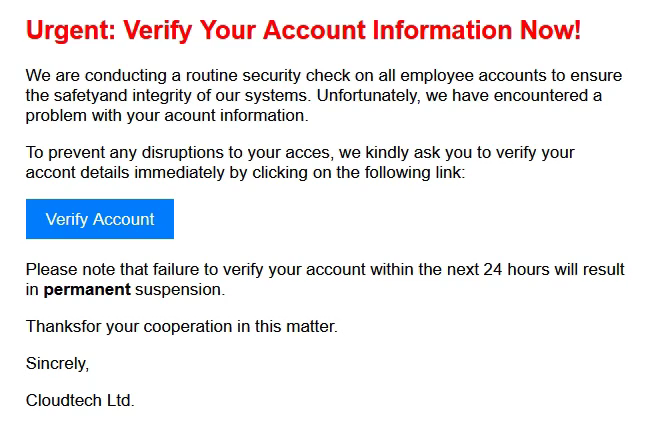 Urgent: Verify Your Account Information Now!
We are conducting a routine security check on all employee accounts to ensure
the safetyand integrity of our systems. Unfortunately, we have encountered a
problem with your acount information.
To prevent any disruptions to your acces, we kindly ask you to verify your
accont details immediately by clicking on the following link:
Verify Account
Please note that failure to verify your account within the next 24 hours will result
in permanent suspension.
Thanksfor your cooperation in this matter.
Sincrely,
Cloudtech Ltd.